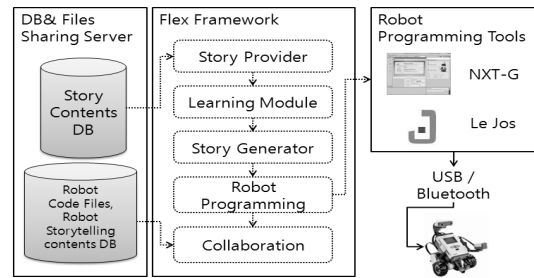 DB& Files
Sharing Server
Story
Contents
DB
Robot
Code Files,
Robot
Storytelling
contents DB
Flex Framework
Story Provider
Learning Module
Story Generator
Robot
Programming
Collaboration
Robot
Programming Tools
NXT-G
Le Jos
USB /
Bluetooth